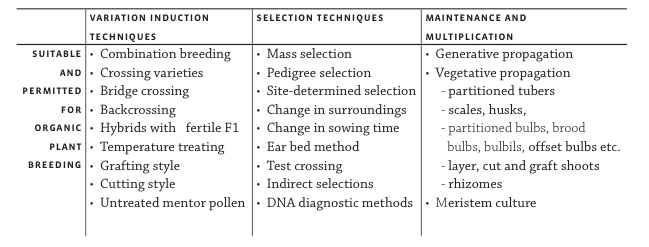 VARIATION INDUCTION TECHNIQUES
SELECTION TECHNIQUES
MAINTENANCE AND MULTIPLICATION
SUITABLE AND PERMITTED FOR ORGANIC PLANT BREEDING
• Combination breeding
• Crossing varieties
• Bridge crossing
• Backcrossing
• Hybrids with fertile F1
• Temperature treating
• Grafting style
• Cutting style
• Untreated mentor pollen
• Mass selection
• Pedigree selection
• Site-determined selection
• Change in surroundings
• Change in sowing time
• Ear bed method
• Test crossing
• Indirect selections
• DNA diagnostic methods
• Generative propagation
• Vegetative propagation
- partitioned tubers
- scales, husks,
- partitioned bulbs, brood
bulbs, bulbils, offset bulbs etc.
- layer, cut and graft shoots
- rhizomes
• Meristem culture